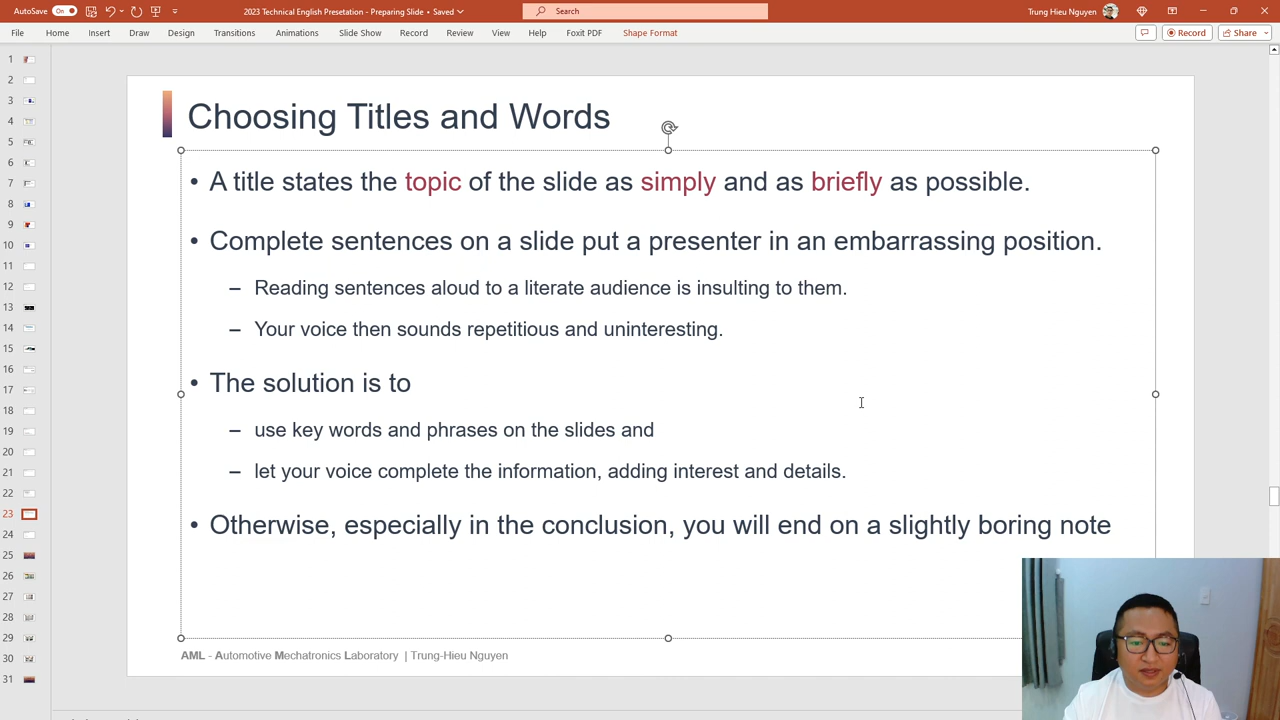 AutoSave On 2023 Technical English Presetation - Preparing Slide • Saved Search Trung Hieu Nguyen
File Home Insert Draw Design Transitions Animations Slide Show Record Review View Help Foxit PDF Shape Format Record Share
1
2
3
4
5
6
7
8
9
10
11
12
13
14
15
16
17
18
19
20
21
22
23
24
25
26
27
28
29
30
31
Choosing Titles and Words
• A title states the topic of the slide as simply and as briefly as possible.
• Complete sentences on a slide put a presenter in an embarrassing position.
– Reading sentences aloud to a literate audience is insulting to them.
– Your voice then sounds repetitious and uninteresting.
• The solution is to
– use key words and phrases on the slides and
– let your voice complete the information, adding interest and details.
• Otherwise, especially in the conclusion, you will end on a slightly boring note
AML - Automotive Mechatronics Laboratory | Trung-Hieu Nguyen